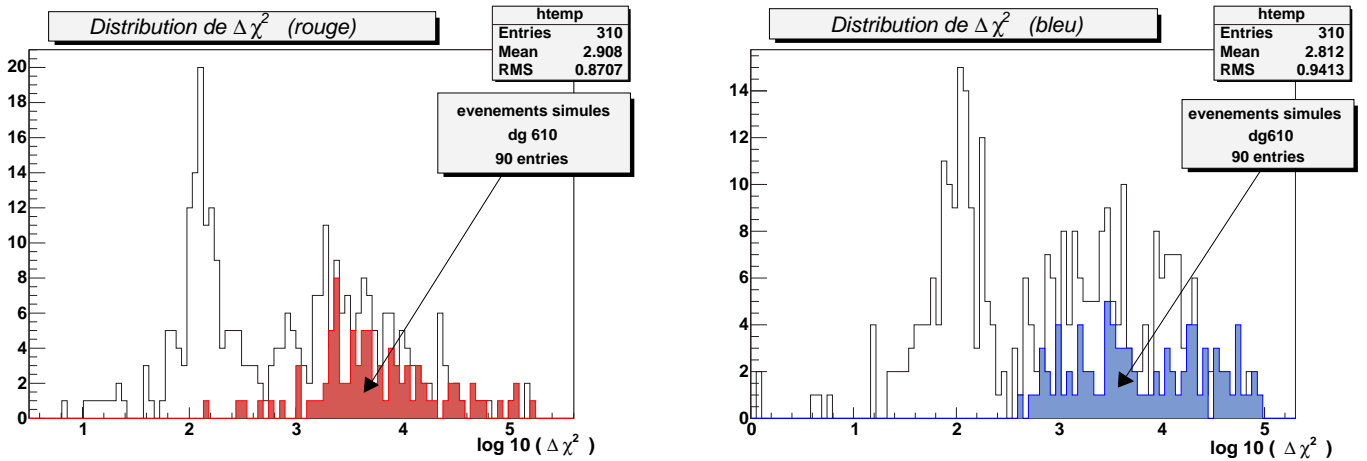 Distribution de Δχ² (rouge)
htemp
Entries 310
Mean 2.908
RMS 0.8707
evenements simules
dg 610
90 entries
20
18
16
14
12
10
8
6
4
2
0
1 2 3 4 5
log 10 ( Δχ² )
Distribution de Δχ² (bleu)
htemp
Entries 310
Mean 2.812
RMS 0.9413
evenements simules
dg610
90 entries
14
12
10
8
6
4
2
0
0 1 2 3 4 5
log 10 ( Δχ² )